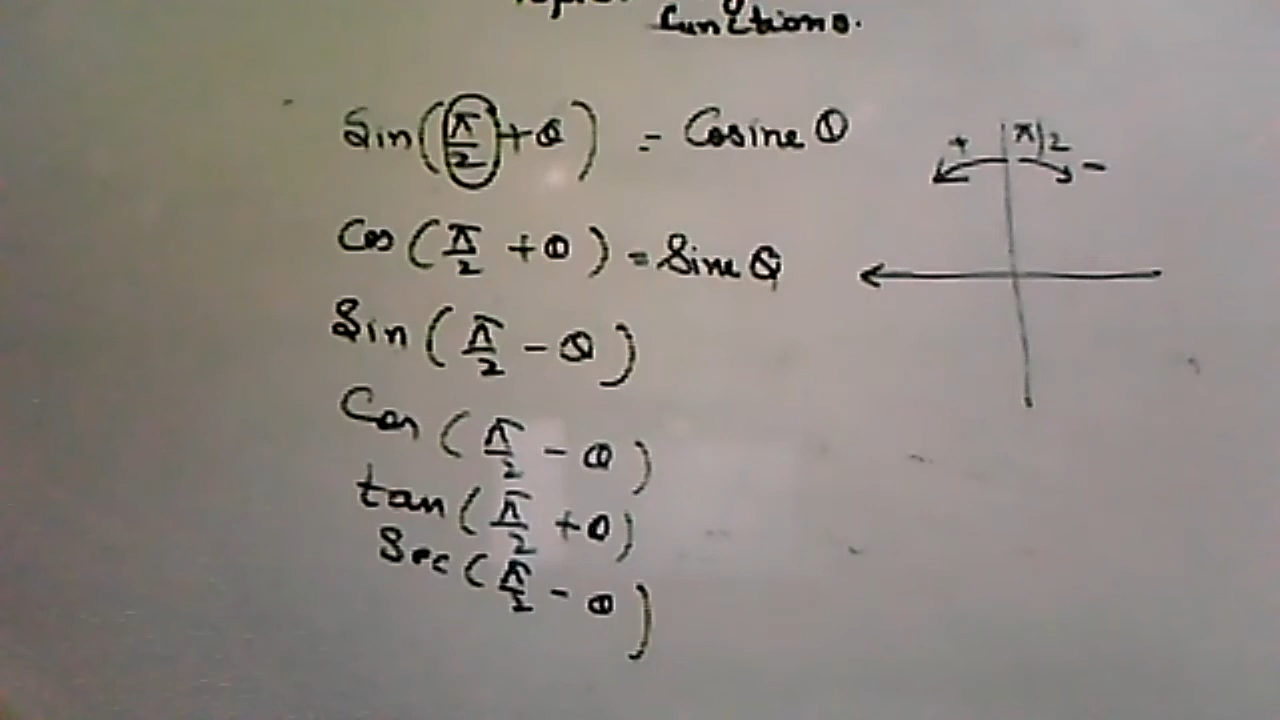 Functions.
Sin(π/2+θ) = Cosine θ
+ π/2 -
Cos(π/2 +θ) = Sine θ
Sin(π/2 - θ)
Cos(π/2 - θ)
tan(π/2 +θ)
Sec(π/2 - θ)